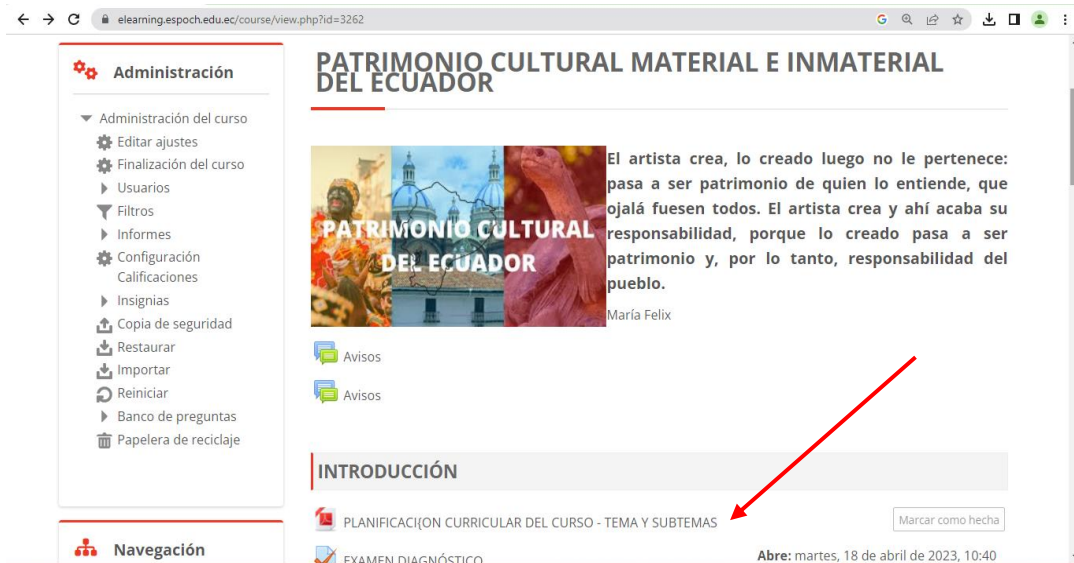 elearning.espoch.edu.ec/course/view.php?id=3262
Administración
Administración del curso
Editar ajustes
Finalización del curso
Usuarios
Filtros
Informes
Configuración
Calificaciones
Insignias
Copia de seguridad
Restaurar
Importar
Reiniciar
Banco de preguntas
Papelera de reciclaje
Navegación
PATRIMONIO CULTURAL MATERIAL E INMATERIAL
DEL ECUADOR
PATRIMONIO CULTURAL
DEL ECUADOR
El artista crea, lo creado luego no le pertenece:
pasa a ser patrimonio de quien lo entiende, que
ojalá fuesen todos. El artista crea y ahí acaba su
responsabilidad, porque lo creado pasa a ser
patrimonio y, por lo tanto, responsabilidad del
pueblo.
María Felix
Avisos
Avisos
INTRODUCCIÓN
PLANIFICACI{ON CURRICULAR DEL CURSO - TEMA Y SUBTEMAS
Marcar como hecha
EXAMEN DIAGNÓSTICO
Abre: martes, 18 de abril de 2023, 10:40